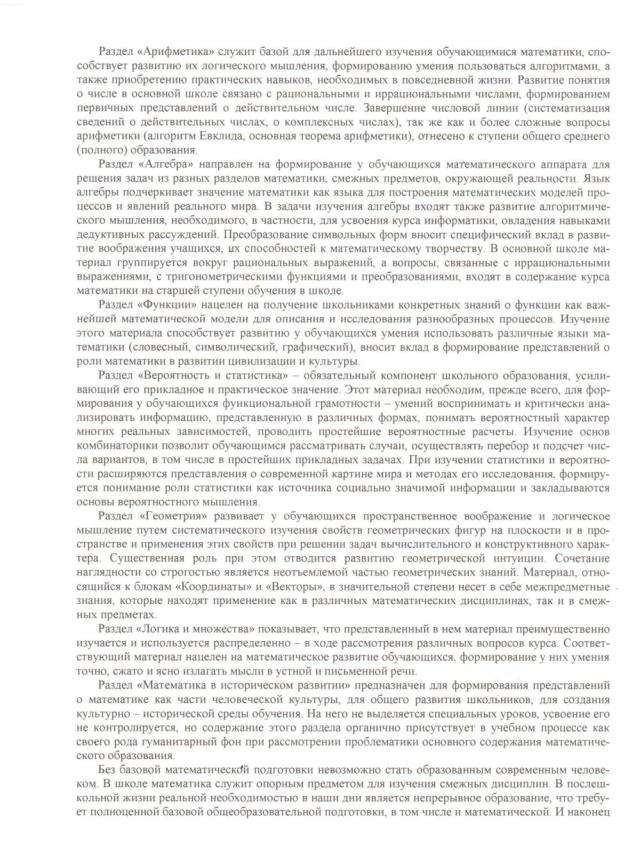 Раздел «Арифметика» служит базой для дальнейшего изучения обучающимися математики, спо-
собствует развитию их логического мышления, формированию умения пользоваться алгоритмами, а
также приобретению практических навыков, необходимых в повседневной жизни. Развитие понятия
о числе в основной школе связано с рациональными и иррациональными числами, формированием
первичных представлений о действительном числе. Завершение числовой линии (систематизация
сведений о действительных числах, о комплексных числах), так же как и более сложные вопросы
арифметики (алгоритм Евклида, основная теорема арифметики), отнесено к ступени общего среднего
(полного) образования.
Раздел «Алгебра» направлен на формирование у обучающихся математического аппарата для
решения задач из разных разделов математики, смежных предметов, окружающей реальности. Язык
алгебры подчеркивает значение математики как языка для построения математических моделей про-
цессов и явлений реального мира. В задачи изучения алгебры входят также развитие алгоритмиче-
ского мышления, необходимого, в частности, для усвоения курса информатики, овладения навыками
дедуктивных рассуждений. Преобразование символьных форм вносит специфический вклад в разви-
тие воображения учащихся, их способностей к математическому творчеству. В основной школе ма-
териал группируется вокруг рациональных выражений, а вопросы, связанные с иррациональными
выражениями, с тригонометрическими функциями и преобразованиями, входят в содержание курса
математики на старшей ступени обучения в школе.
Раздел «Функции» нацелен на получение школьниками конкретных знаний о функции как важ-
нейшей математической модели для описания и исследования разнообразных процессов. Изучение
этого материала способствует развитию у обучающихся умения использовать различные языки ма-
тематики (словесный, символический, графический), вносит вклад в формирование представлений о
роли математики в развитии цивилизации и культуры.
Раздел «Вероятность и статистика» – обязательный компонент школьного образования, усили-
вающий его прикладное и практическое значение. Этот материал необходим, прежде всего, для фор-
мирования у обучающихся функциональной грамотности – умений воспринимать и критически ана-
лизировать информацию, представленную в различных формах, понимать вероятностный характер
многих реальных зависимостей, проводить простейшие вероятностные расчеты. Изучение основ
комбинаторики позволит обучающимся рассматривать случаи, осуществлять перебор и подсчет чис-
ла вариантов, в том числе в простейших прикладных задачах. При изучении статистики и вероятно-
сти расширяются представления о современной картине мира и методах его исследования, формиру-
ется понимание роли статистики как источника социально значимой информации и закладываются
основы вероятностного мышления.
Раздел «Геометрия» развивает у обучающихся пространственное воображение и логическое
мышление путем систематического изучения свойств геометрических фигур на плоскости и в про-
странстве и применения этих свойств при решении задач вычислительного и конструктивного харак-
тера. Существенная роль при этом отводится развитию геометрической интуиции. Сочетание
наглядности со строгостью является неотъемлемой частью геометрических знаний. Материал, отно-
сящийся к блокам «Координаты» и «Векторы», в значительной степени несет в себе межпредметные
знания, которые находят применение как в различных математических дисциплинах, так и в смеж-
ных предметах.
Раздел «Логика и множества» показывает, что представленный в нем материал преимущественно
изучается и используется распределенно – в ходе рассмотрения различных вопросов курса. Соответ-
ствующий материал нацелен на математическое развитие обучающихся, формирование у них умения
точно, сжато и ясно излагать мысли в устной и письменной речи.
Раздел «Математика в историческом развитии» предназначен для формирования представлений
о математике как части человеческой культуры, для общего развития школьников, для создания
культурно – исторической среды обучения. На него не выделяется специальных уроков, усвоение его
не контролируется, но содержание этого раздела органично присутствует в учебном процессе как
своего рода гуманитарный фон при рассмотрении проблематики основного содержания математиче-
ского образования.
Без базовой математической подготовки невозможно стать образованным современным челове-
ком. В школе математика служит опорным предметом для изучения смежных дисциплин. В послеш-
кольной жизни реальной необходимостью в наши дни является непрерывное образование, что требу-
ет полноценной базовой общеобразовательной подготовки, в том числе и математической. И наконец